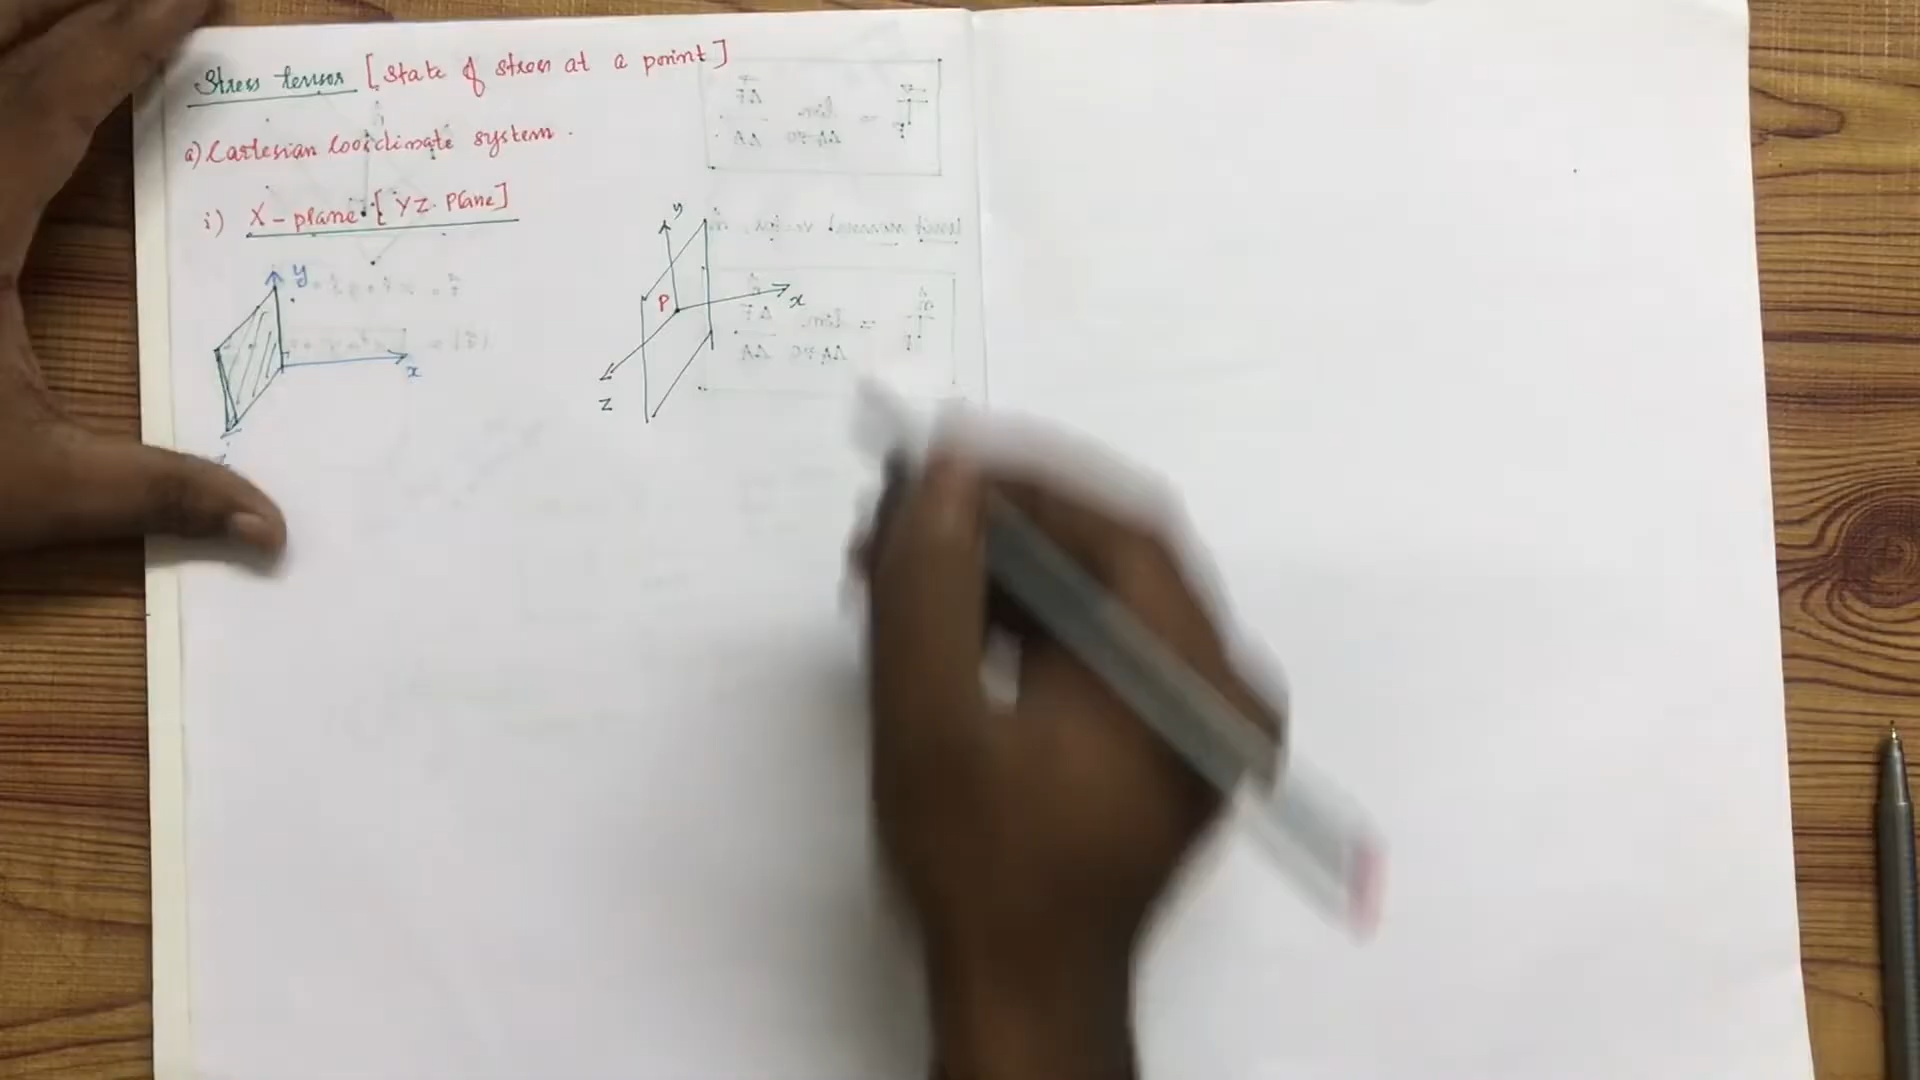 Stress tensor [State of stress at a point]
a) Cartesian coordinate system.
i) X-plane [YZ. Plane]
y
x
z
y
P
x
z